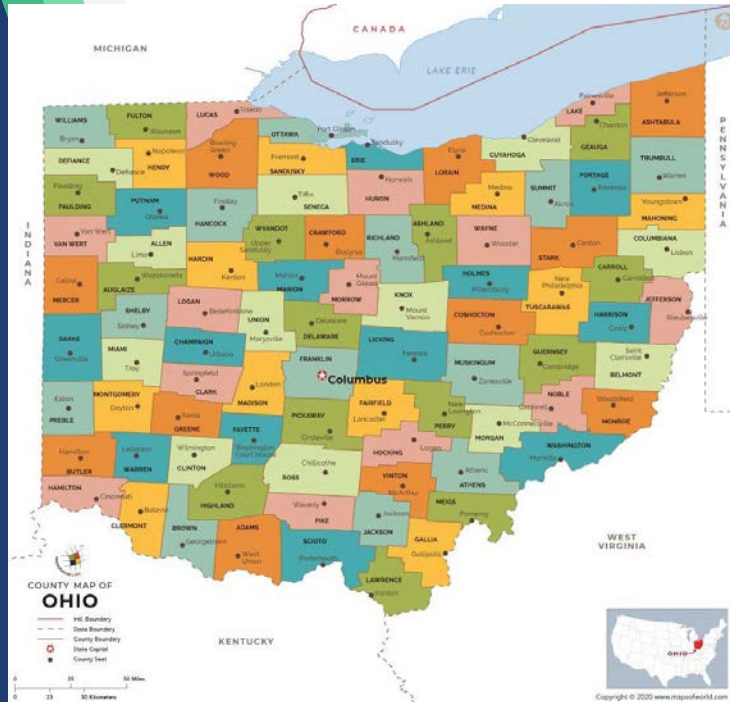 CANADA
MICHIGAN
LAKE ERIE
PENNSYLVANIA
INDIANA
WEST
VIRGINIA
KENTUCKY
WILLIAMS
Bryan
FULTON
Wauseon
LUCAS
Toledo
OTTAWA
Port Clinton
Sandusky
ERIE
LAKE
Painesville
Jefferson
ASHTABULA
Chardon
GEAUGA
Cleveland
CUYAHOGA
DEFIANCE
Defiance
Napoleon
HENRY
Bowling
Green
WOOD
Fremont
SANDUSKY
Norwalk
HURON
Elyria
LORAIN
Medina
MEDINA
SUMMIT
Akron
PORTAGE
Ravenna
TRUMBULL
Warren
Youngstown
MAHONING
Paulding
PAULDING
PUTNAM
Ottawa
Findlay
HANCOCK
Tiffin
SENECA
Van Wert
VAN WERT
ALLEN
Lima
HARDIN
Kenton
WYANDOT
Upper
Sandusky
CRAWFORD
Bucyrus
RICHLAND
Mansfield
ASHLAND
Ashland
WAYNE
Wooster
STARK
Canton
COLUMBIANA
Lisbon
Celina
MERCER
Wapakoneta
AUGLAIZE
Marion
MARION
Mount
Gilead
MORROW
HOLMES
Millersburg
New
Philadelphia
TUSCARAWAS
CARROLL
Carrollton
JEFFERSON
Steubenville
SHELBY
Sidney
LOGAN
Bellefontaine
UNION
Marysville
Delaware
DELAWARE
KNOX
Mount
Vernon
COSHOCTON
Coshocton
HARRISON
Cadiz
DARKE
Greenville
MIAMI
Troy
CHAMPAIGN
Urbana
Springfield
CLARK
London
MADISON
FRANKLIN
Columbus
LICKING
Newark
MUSKINGUM
Zanesville
GUERNSEY
Cambridge
Saint
Clairsville
BELMONT
Eaton
PREBLE
MONTGOMERY
Dayton
Xenia
GREENE
FAYETTE
Washington
Court House
PICKAWAY
Circleville
FAIRFIELD
Lancaster
New
Lexington
PERRY
McConnelsville
MORGAN
Caldwell
NOBLE
Woodsfield
MONROE
Hamilton
BUTLER
Lebanon
WARREN
Wilmington
CLINTON
Chillicothe
ROSS
Logan
HOCKING
Athens
ATHENS
WASHINGTON
Marietta
HAMILTON
Cincinnati
Batavia
CLERMONT
Hillsboro
HIGHLAND
Waverly
PIKE
VINTON
McArthur
Jackson
JACKSON
MEIGS
Pomeroy
BROWN
Georgetown
ADAMS
West
Union
SCIOTO
Portsmouth
GALLIA
Gallipolis
LAWRENCE
Ironton
COUNTY MAP OF
OHIO
Intl. Boundary
State Boundary
County Boundary
State Capital
County Seat
0 25 50 Miles
0 25 50 Kilometers
OHIO
Copyright © 2020 www.mapsofworld.com